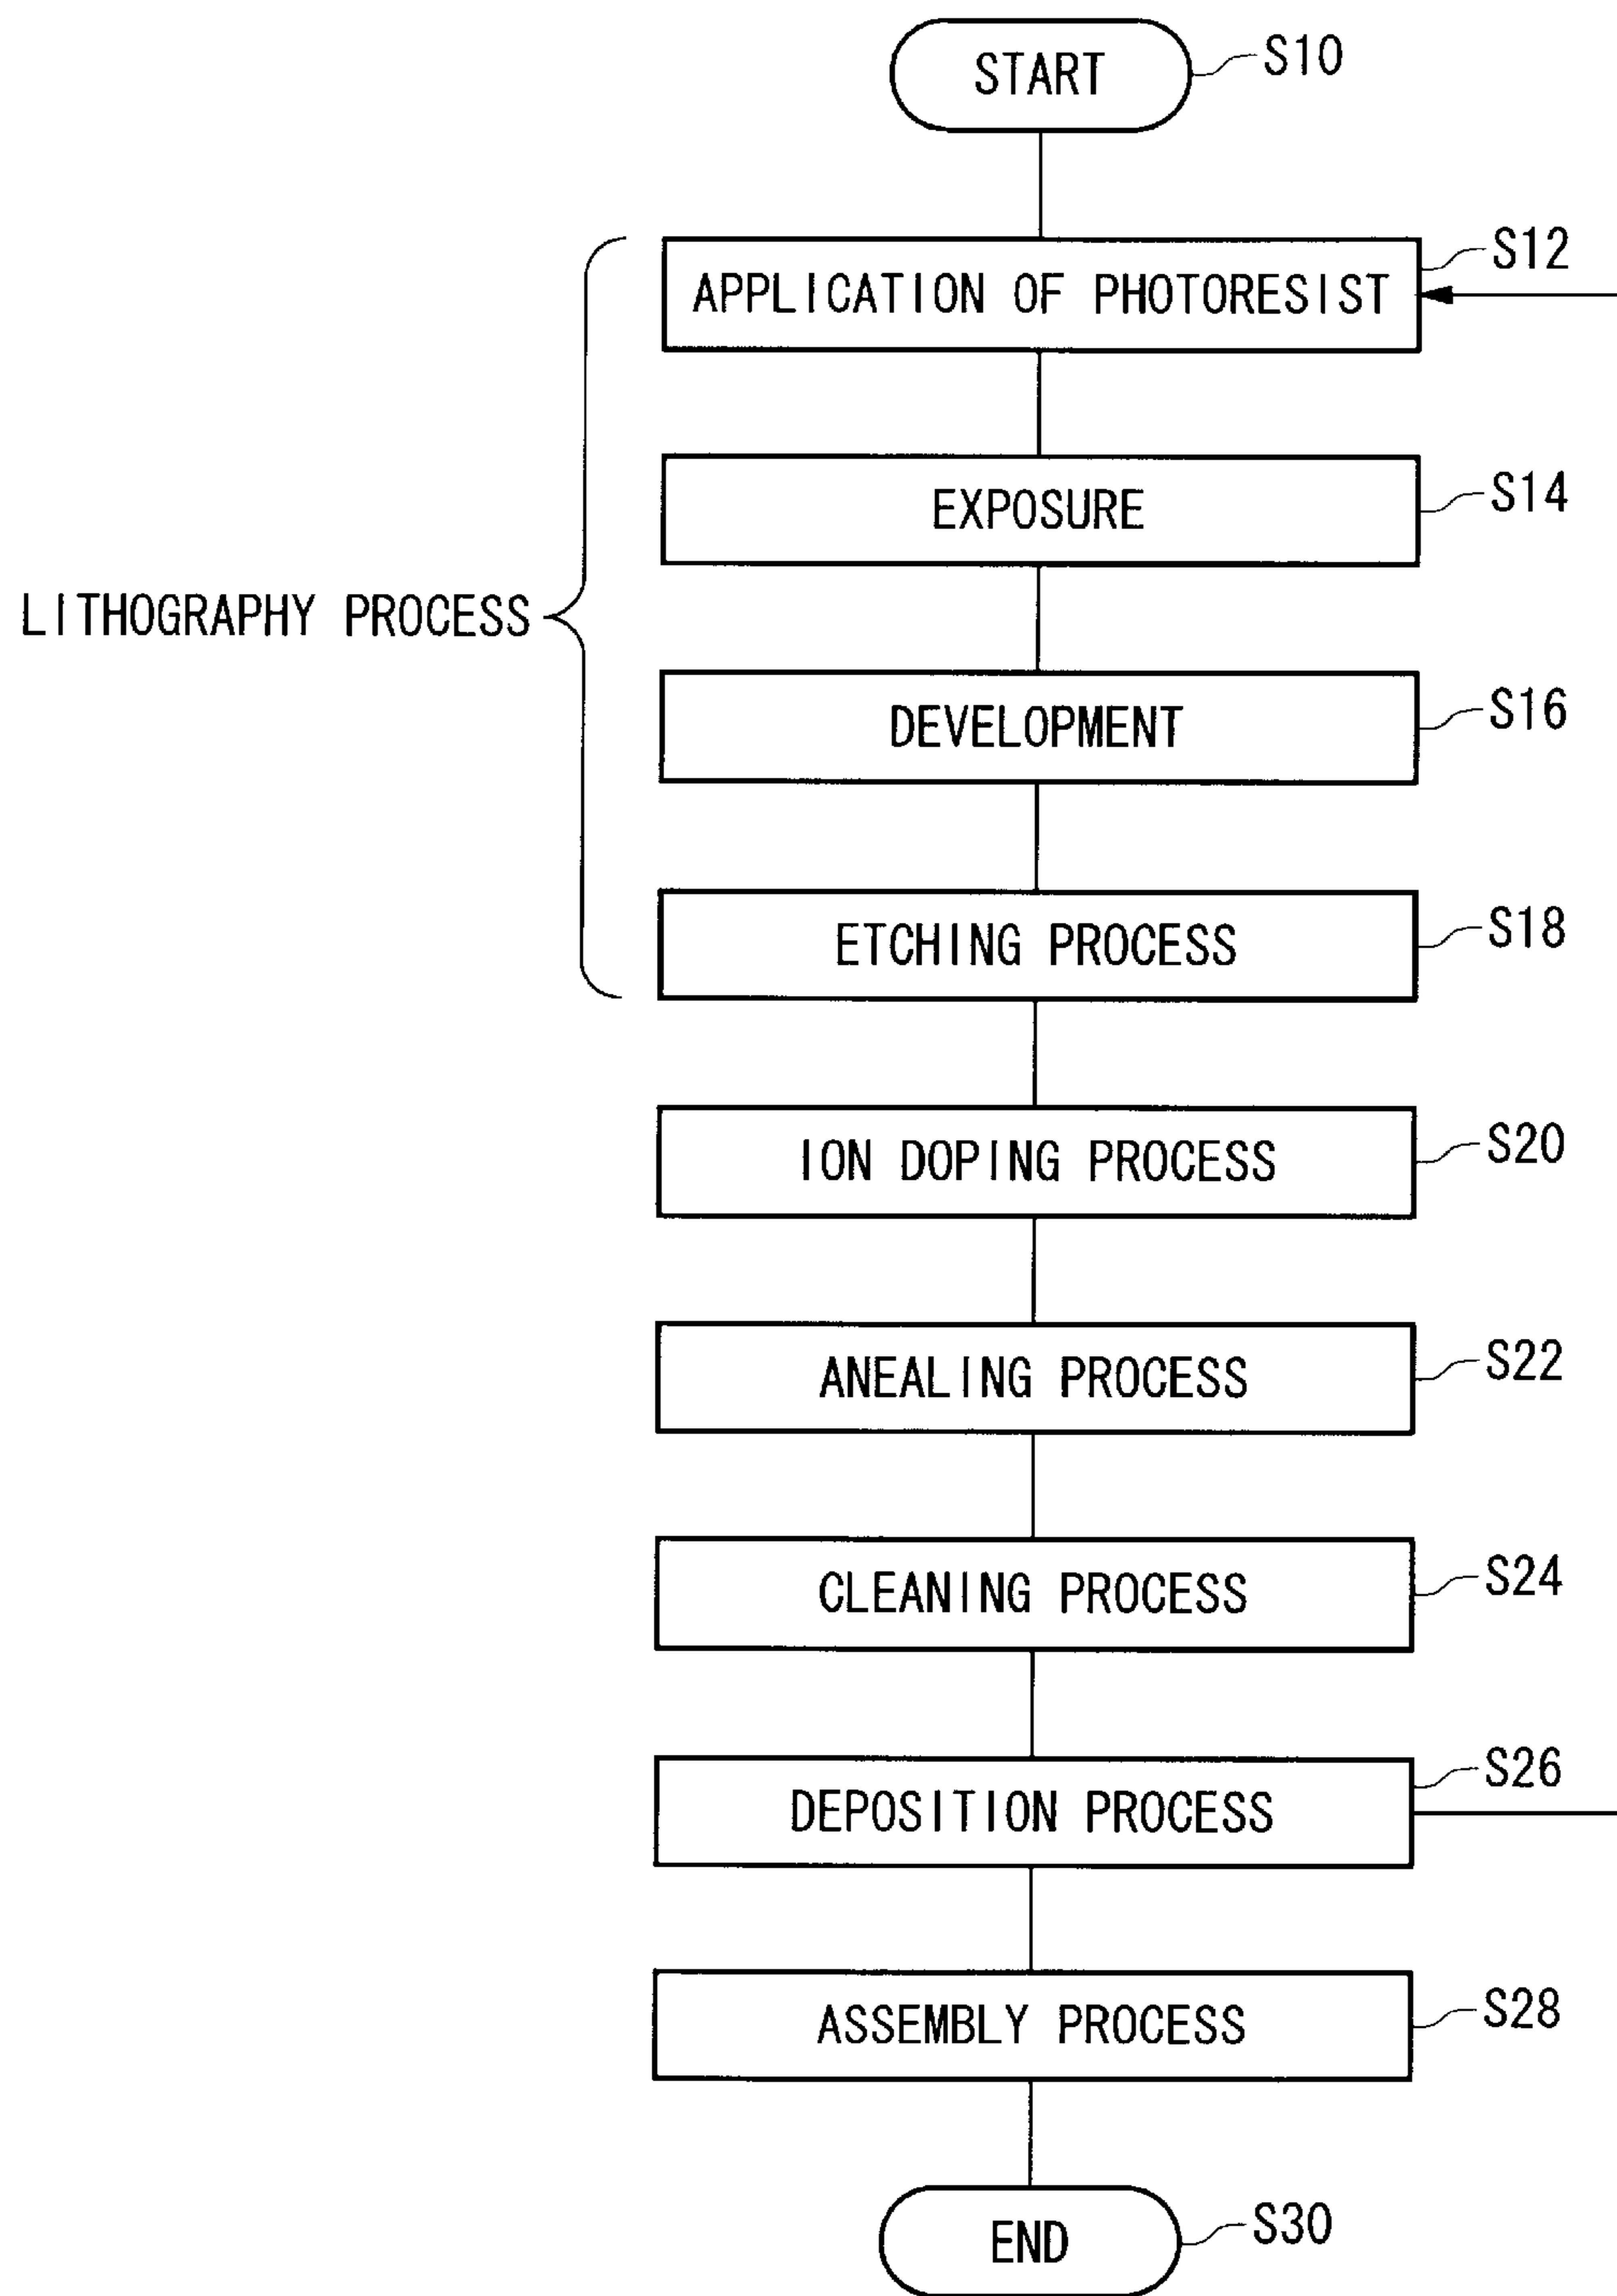 START
S10
APPLICATION OF PHOTORESIST
S12
EXPOSURE
S14
LITHOGRAPHY PROCESS
DEVELOPMENT
S16
ETCHING PROCESS
S18
ION DOPING PROCESS
S20
ANEALING PROCESS
S22
CLEANING PROCESS
S24
DEPOSITION PROCESS
S26
ASSEMBLY PROCESS
S28
END
S30